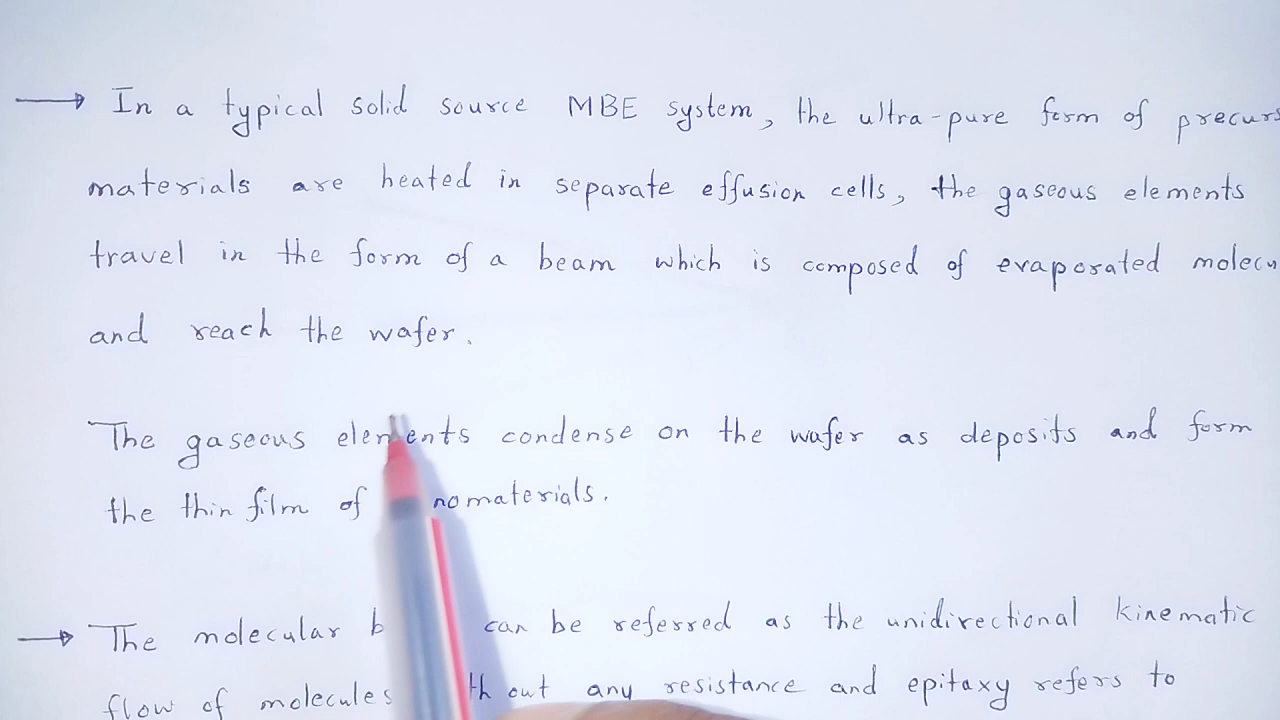 → In a typical solid source MBE system, the ultra-pure form of precurs
materials are heated in separate effusion cells, the gaseous elements
travel in the form of a beam which is composed of evaporated molecu
and reach the wafer.
The gaseous elements condense on the wafer as deposits and form
the thin film of nomaterials.
→ The molecular b can be referred as the unidirectional kinematic
flow of molecules th out any resistance and epitaxy refers to